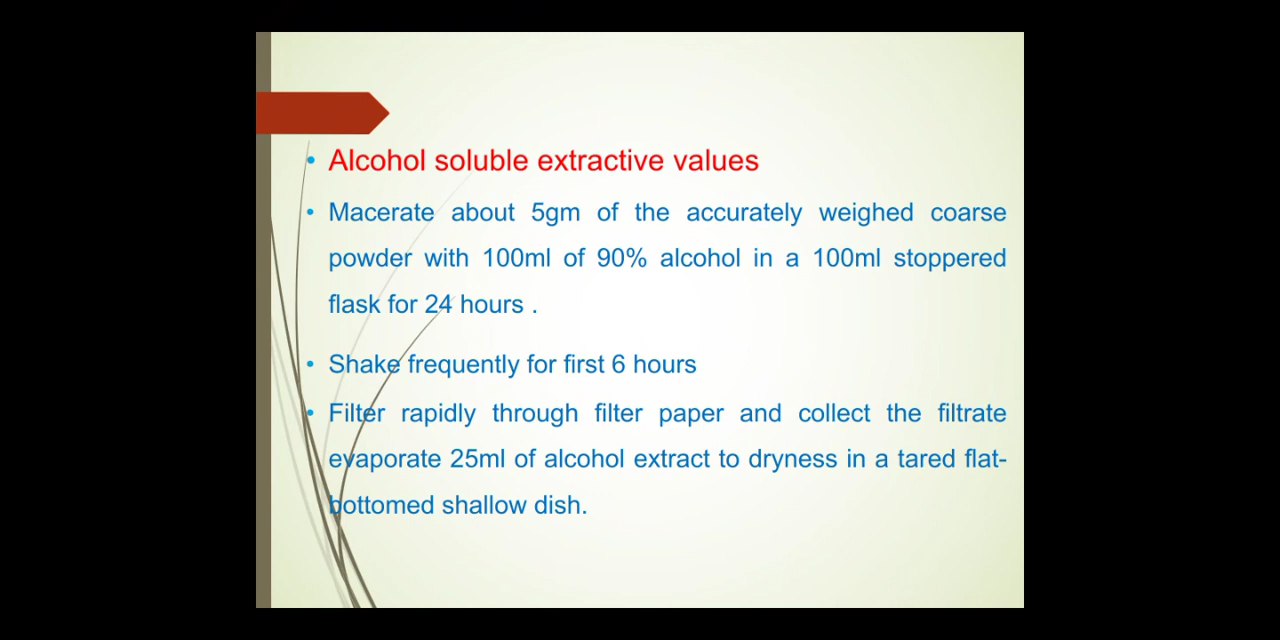 Alcohol soluble extractive values
Macerate about 5gm of the accurately weighed coarse
powder with 100ml of 90% alcohol in a 100ml stoppered
flask for 24 hours .
Shake frequently for first 6 hours
Filter rapidly through filter paper and collect the filtrate
evaporate 25ml of alcohol extract to dryness in a tared flat-
bottomed shallow dish.